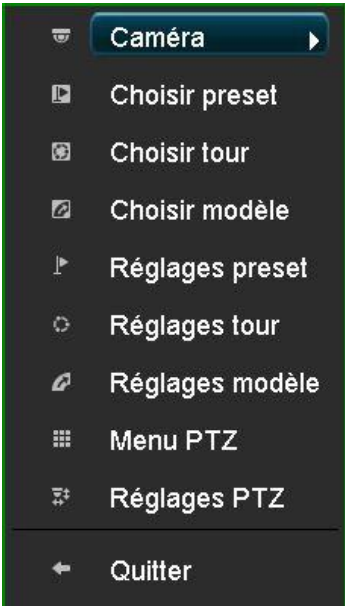 Caméra
Choisir preset
Choisir tour
Choisir modèle
Réglages preset
Réglages tour
Réglages modèle
Menu PTZ
Réglages PTZ
Quitter